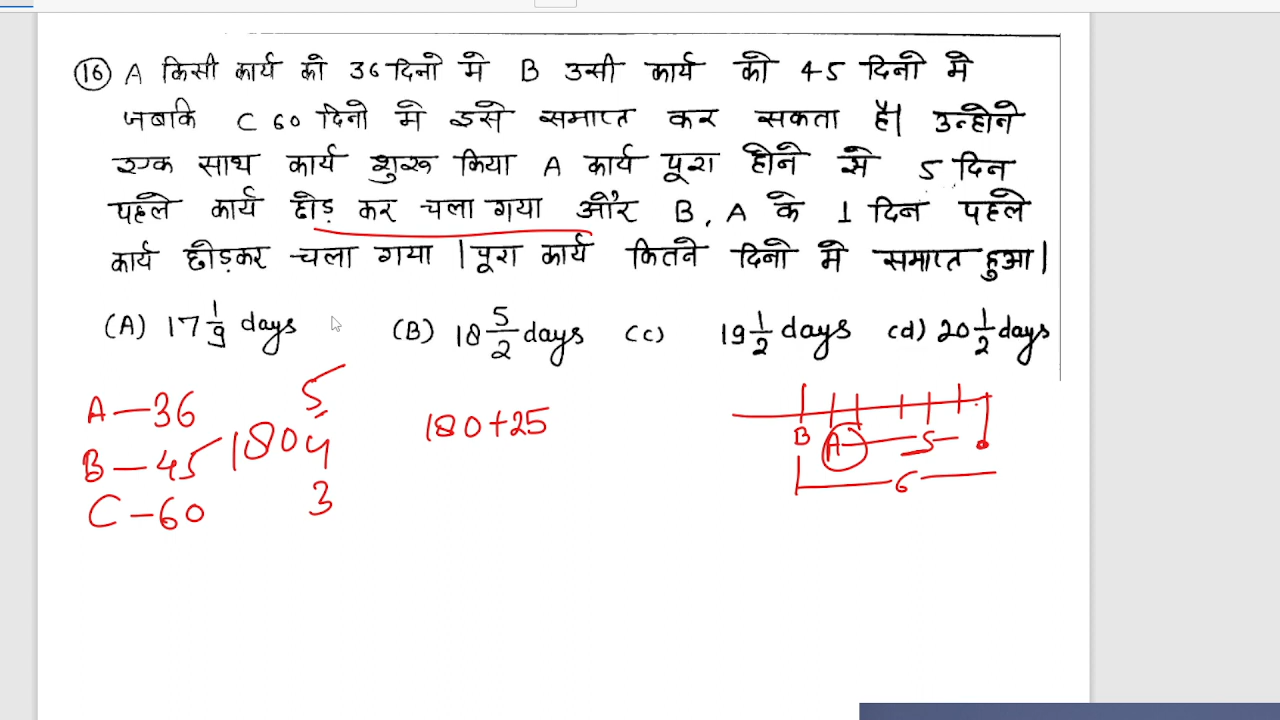 (16) A किसी कार्य को 36 दिनो मे B उसी कार्य को 45 दिनो मे
जबकि C 60 दिनो मे इसे समाप्त कर सकता है। उन्होने
एक साथ कार्य शुरू किया A कार्य पूरा होने से 5 दिन
पहले कार्य छोड़ कर चला गया और B, A के 1 दिन पहले
कार्य छोड़कर चला गया। पूरा कार्य कितने दिनो मे समाप्त हुआ।
(A) 17 1/9 days (B) 18 5/2 days (c) 19 1/2 days (d) 20 1/2 days
A — 36 5
B — 45 180 4 180+25
C — 60 3
B A 5
6